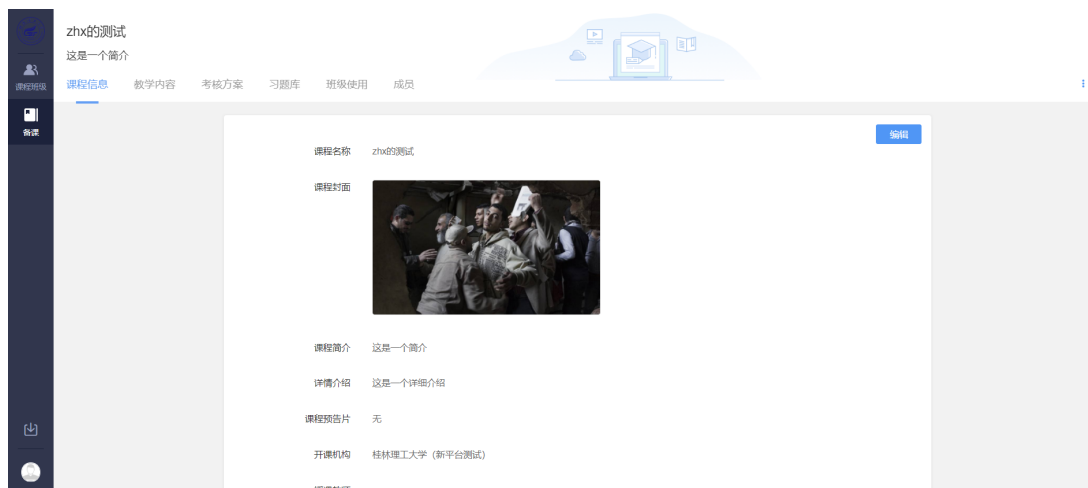 zhx的测试
这是一个简介
课程班级
备课
课程信息 教学内容 考核方案 习题库 班级使用 成员
编辑
课程名称 zhx的测试
课程封面
课程简介 这是一个简介
详情介绍 这是一个详细介绍
课程预告片 无
开课机构 桂林理工大学（新平台测试）